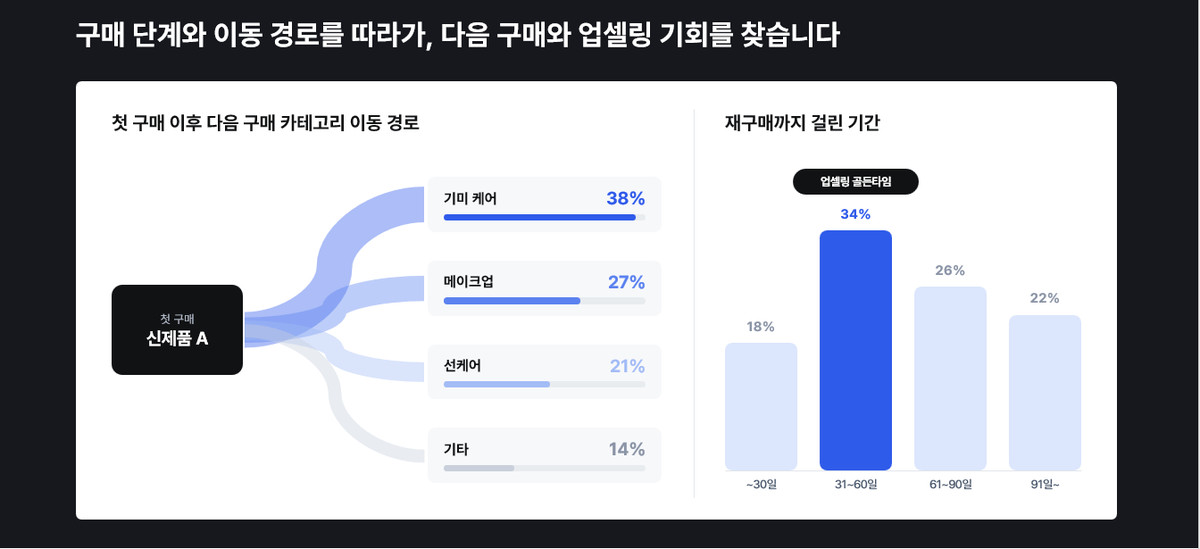 구매 단계와 이동 경로를 따라가, 다음 구매와 업셀링 기회를 찾습니다
첫 구매 이후 다음 구매 카테고리 이동 경로
첫 구매
신제품 A
기미 케어 38%
메이크업 27%
선케어 21%
기타 14%
재구매까지 걸린 기간
업셀링 골든타임
34%
26%
22%
18%
~30일 31~60일 61~90일 91일~